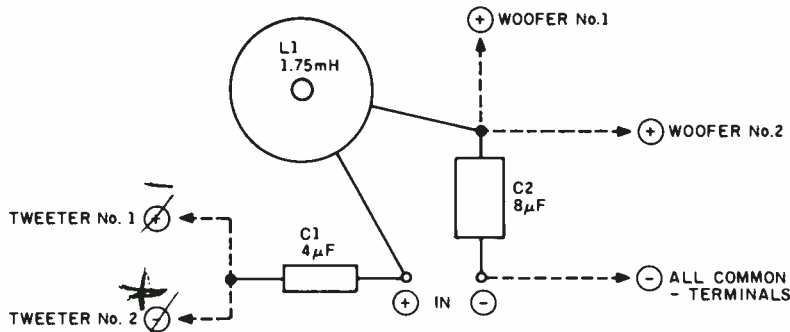 + WOOFER No.1
L1
1.75mH
+ WOOFER No.2
C2
8µF
TWEETER No. 1 +
C1
4µF
- ALL COMMON
- TERMINALS
+ IN -
TWEETER No. 2 -
-
+